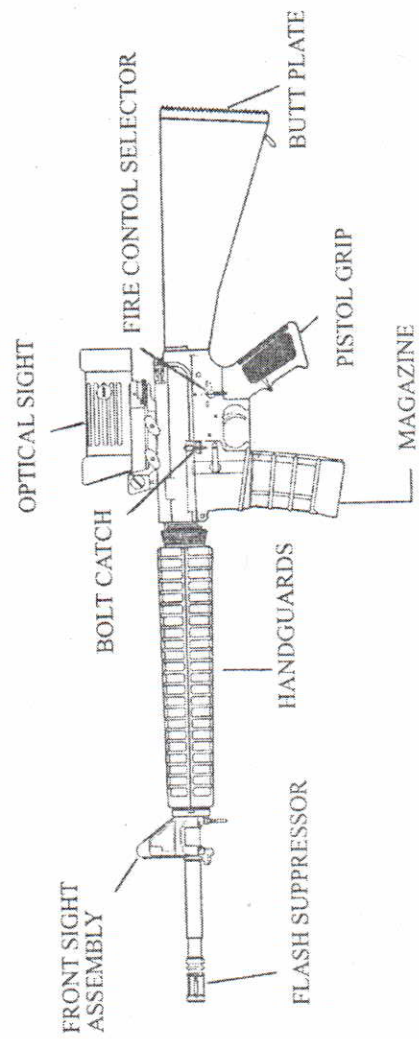 OPTICAL SIGHT
FIRE CONTOL SELECTOR
BUTT PLATE
PISTOL GRIP
MAGAZINE
BOLT CATCH
HANDGUARDS
FRONT SIGHT
ASSEMBLY
FLASH SUPPRESSOR